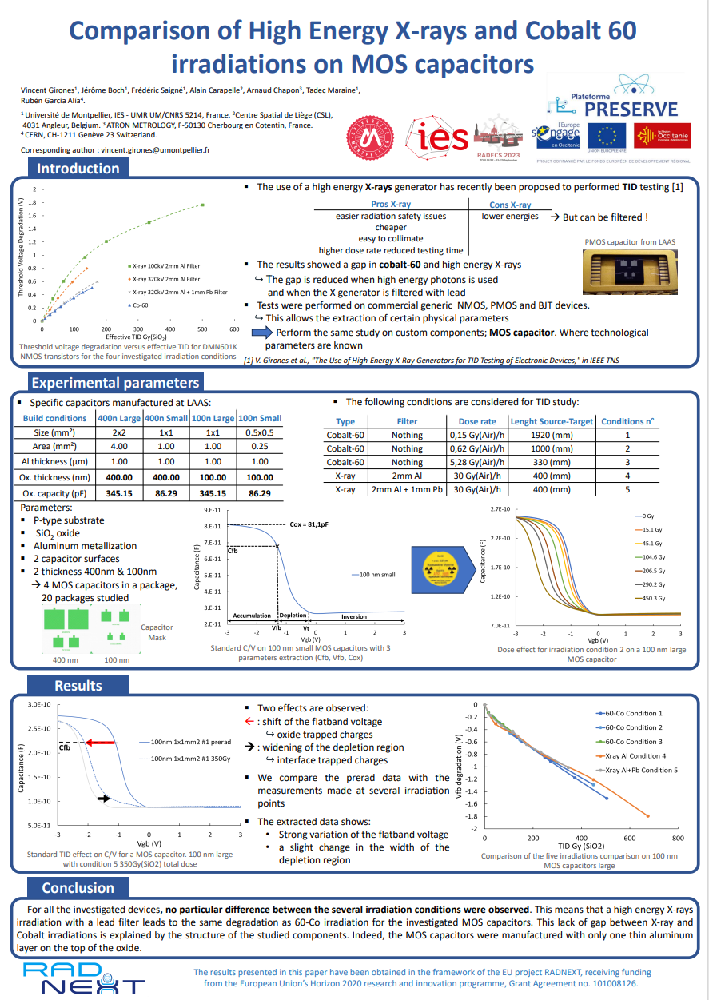 Comparison of High Energy X-rays and Cobalt 60
irradiations on MOS capacitors
Vincent Girones¹, Jérôme Boch¹, Frédéric Saigné¹, Alain Carapelle², Arnaud Chapon³, Tadec Maraine¹,
Rubén García Alía⁴.
¹ Université de Montpellier, IES - UMR UM/CNRS 5214, France. ²Centre Spatial de Liège (CSL),
4031 Angleur, Belgium. ³ ATRON METROLOGY, F-50130 Cherbourg en Cotentin, France.
⁴ CERN, CH-1211 Genève 23 Switzerland.
Corresponding author : vincent.girones@umontpellier.fr
Plateforme
PRESERVE
ies
RADECS 2023
l'Europe
s'engage
en Occitanie
UNION EUROPÉENNE
La Région
Occitanie
PROJET COFINANCÉ PAR LE FONDS EUROPÉEN DE DÉVELOPPEMENT RÉGIONAL
Introduction
Threshold Voltage Degradation (V)
2
1.8
1.6
1.4
1.2
1
0.8
0.6
0.4
0.2
0
0 100 200 300 400 500 600
Effective TID Gy(SiO₂)
X-ray 100kV 2mm Al Filter
X-ray 320kV 2mm Al Filter
X-ray 320kV 2mm Al + 1mm Pb Filter
Co-60
Threshold voltage degradation versus effective TID for DMN601K
NMOS transistors for the four investigated irradiation conditions
▪ The use of a high energy X-rays generator has recently been proposed to performed TID testing [1]
Pros X-ray Cons X-ray
easier radiation safety issues lower energies → But can be filtered !
cheaper
easy to collimate
higher dose rate reduced testing time
PMOS capacitor from LAAS
▪ The results showed a gap in cobalt-60 and high energy X-rays
↪ The gap is reduced when high energy photons is used
and when the X generator is filtered with lead
▪ Tests were performed on commercial generic NMOS, PMOS and BJT devices.
↪ This allows the extraction of certain physical parameters
Perform the same study on custom components; MOS capacitor. Where technological
parameters are known
[1] V. Girones et al., "The Use of High-Energy X-Ray Generators for TID Testing of Electronic Devices," in IEEE TNS
Experimental parameters
▪ Specific capacitors manufactured at LAAS:
Build conditions 400n Large 400n Small 100n Large 100n Small
Size (mm²) 2x2 1x1 1x1 0.5x0.5
Area (mm²) 4.00 1.00 1.00 0.25
Al thickness (µm) 1.00 1.00 1.00 1.00
Ox. thickness (nm) 400.00 400.00 100.00 100.00
Ox. capacity (pF) 345.15 86.29 345.15 86.29
▪ The following conditions are considered for TID study:
Type Filter Dose rate Lenght Source-Target Conditions n°
Cobalt-60 Nothing 0,15 Gy(Air)/h 1920 (mm) 1
Cobalt-60 Nothing 0,62 Gy(Air)/h 1000 (mm) 2
Cobalt-60 Nothing 5,28 Gy(Air)/h 330 (mm) 3
X-ray 2mm Al 30 Gy(Air)/h 400 (mm) 4
X-ray 2mm Al + 1mm Pb 30 Gy(Air)/h 400 (mm) 5
Parameters:
▪ P-type substrate
▪ SiO₂ oxide
▪ Aluminum metallization
▪ 2 capacitor surfaces
▪ 2 thickness 400nm & 100nm
→ 4 MOS capacitors in a package,
20 packages studied
Capacitor
Mask
400 nm 100 nm
Capacitance (F)
9.1E-11
8.1E-11
7.1E-11
6.1E-11
5.1E-11
4.1E-11
3.1E-11
2.1E-11
Cox = 81,1pF
Cfb
100 nm small
Accumulation Depletion Inversion
-3 -2 Vfb -1 Vt 0 1 2 3
Vgb (V)
Standard C/V on 100 nm small MOS capacitors with 3
parameters extraction (Cfb, Vfb, Cox)
Capacitance (F)
2.7E-10
2.2E-10
1.7E-10
1.2E-10
7.0E-11
-3 -2 -1 0 1 2 3
Vgb (V)
0 Gy
15.1 Gy
45.1 Gy
104.6 Gy
206.5 Gy
290.2 Gy
450.3 Gy
Dose effect for irradiation condition 2 on a 100 nm large
MOS capacitor
Results
Capacitance (F)
3.0E-10
2.5E-10
2.0E-10
1.5E-10
1.0E-10
5.0E-11
Cfb
100nm 1x1mm2 #1 prerad
100nm 1x1mm2 #1 350Gy
-3 -2 -1 0 1 2 3
Vgb (V)
Standard TID effect on C/V for a MOS capacitor. 100 nm large
with condition 5 350Gy(SiO2) total dose
▪ Two effects are observed:
← : shift of the flatband voltage
↪ oxide trapped charges
→ : widening of the depletion region
↪ interface trapped charges
▪ We compare the prerad data with the
measurements made at several irradiation
points
▪ The extracted data shows:
• Strong variation of the flatband voltage
• a slight change in the width of the
depletion region
Vfb degradation (V)
0
-0.2
-0.4
-0.6
-0.8
-1
-1.2
-1.4
-1.6
-1.8
-2
0 200 400 600 800
TID Gy (SiO2)
60-Co Condition 1
60-Co Condition 2
60-Co Condition 3
Xray Al Condition 4
Xray Al+Pb Condition 5
Comparison of the five irradiations comparison on 100 nm
MOS capacitors large
Conclusion
For all the investigated devices, no particular difference between the several irradiation conditions were observed. This means that a high energy X-rays
irradiation with a lead filter leads to the same degradation as 60-Co irradiation for the investigated MOS capacitors. This lack of gap between X-ray and
Cobalt irradiations is explained by the structure of the studied components. Indeed, the MOS capacitors were manufactured with only one thin aluminum
layer on the top of the oxide.
RAD
NEXT
The results presented in this paper have been obtained in the framework of the EU project RADNEXT, receiving funding
from the European Union's Horizon 2020 research and innovation programme, Grant Agreement no. 101008126.